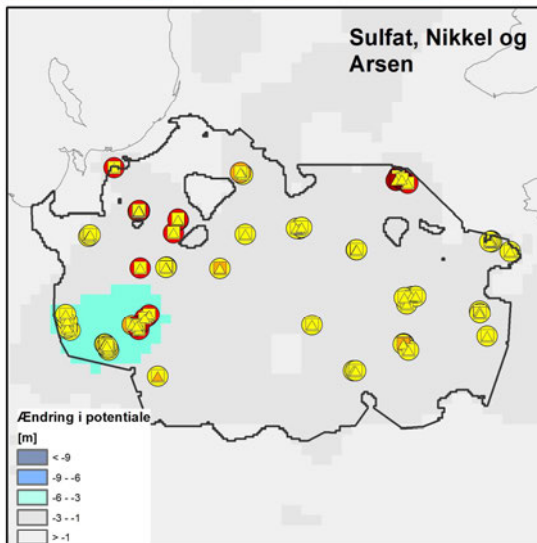 Sulfat, Nikkel og
Arsen
Ændring i potentiale
[m]
< -9
-9 - -6
-6 - -3
-3 - -1
> -1